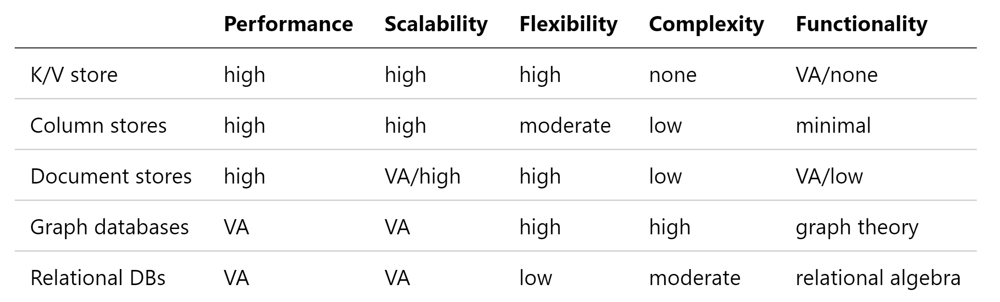 Performance Scalability Flexibility Complexity Functionality
K/V store high high high none VA/none
Column stores high high moderate low minimal
Document stores high VA/high high low VA/low
Graph databases VA VA high high graph theory
Relational DBs VA VA low moderate relational algebra